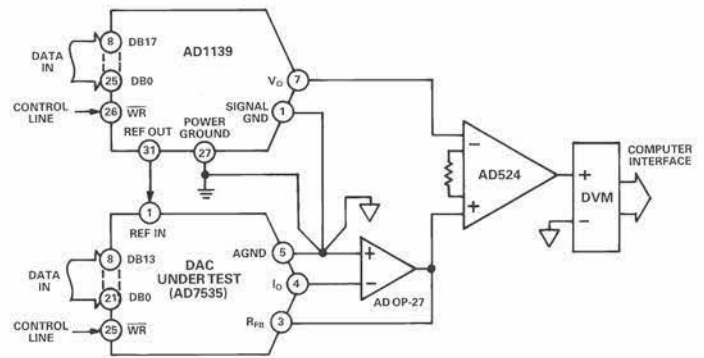 DATA
IN
8 DB17
25 DB0
CONTROL
LINE
26 WR
AD1139
VO 7
SIGNAL
GND 1
REF OUT
31
POWER
GROUND
27
1
REF IN
DATA
IN
8 DB13
21 DB0
CONTROL
LINE
25 WR
DAC
UNDER TEST
(AD7535)
AGND 5
IO 4
RFB 3
+
−
AD OP-27
−
AD524
+
+
DVM
−
COMPUTER
INTERFACE